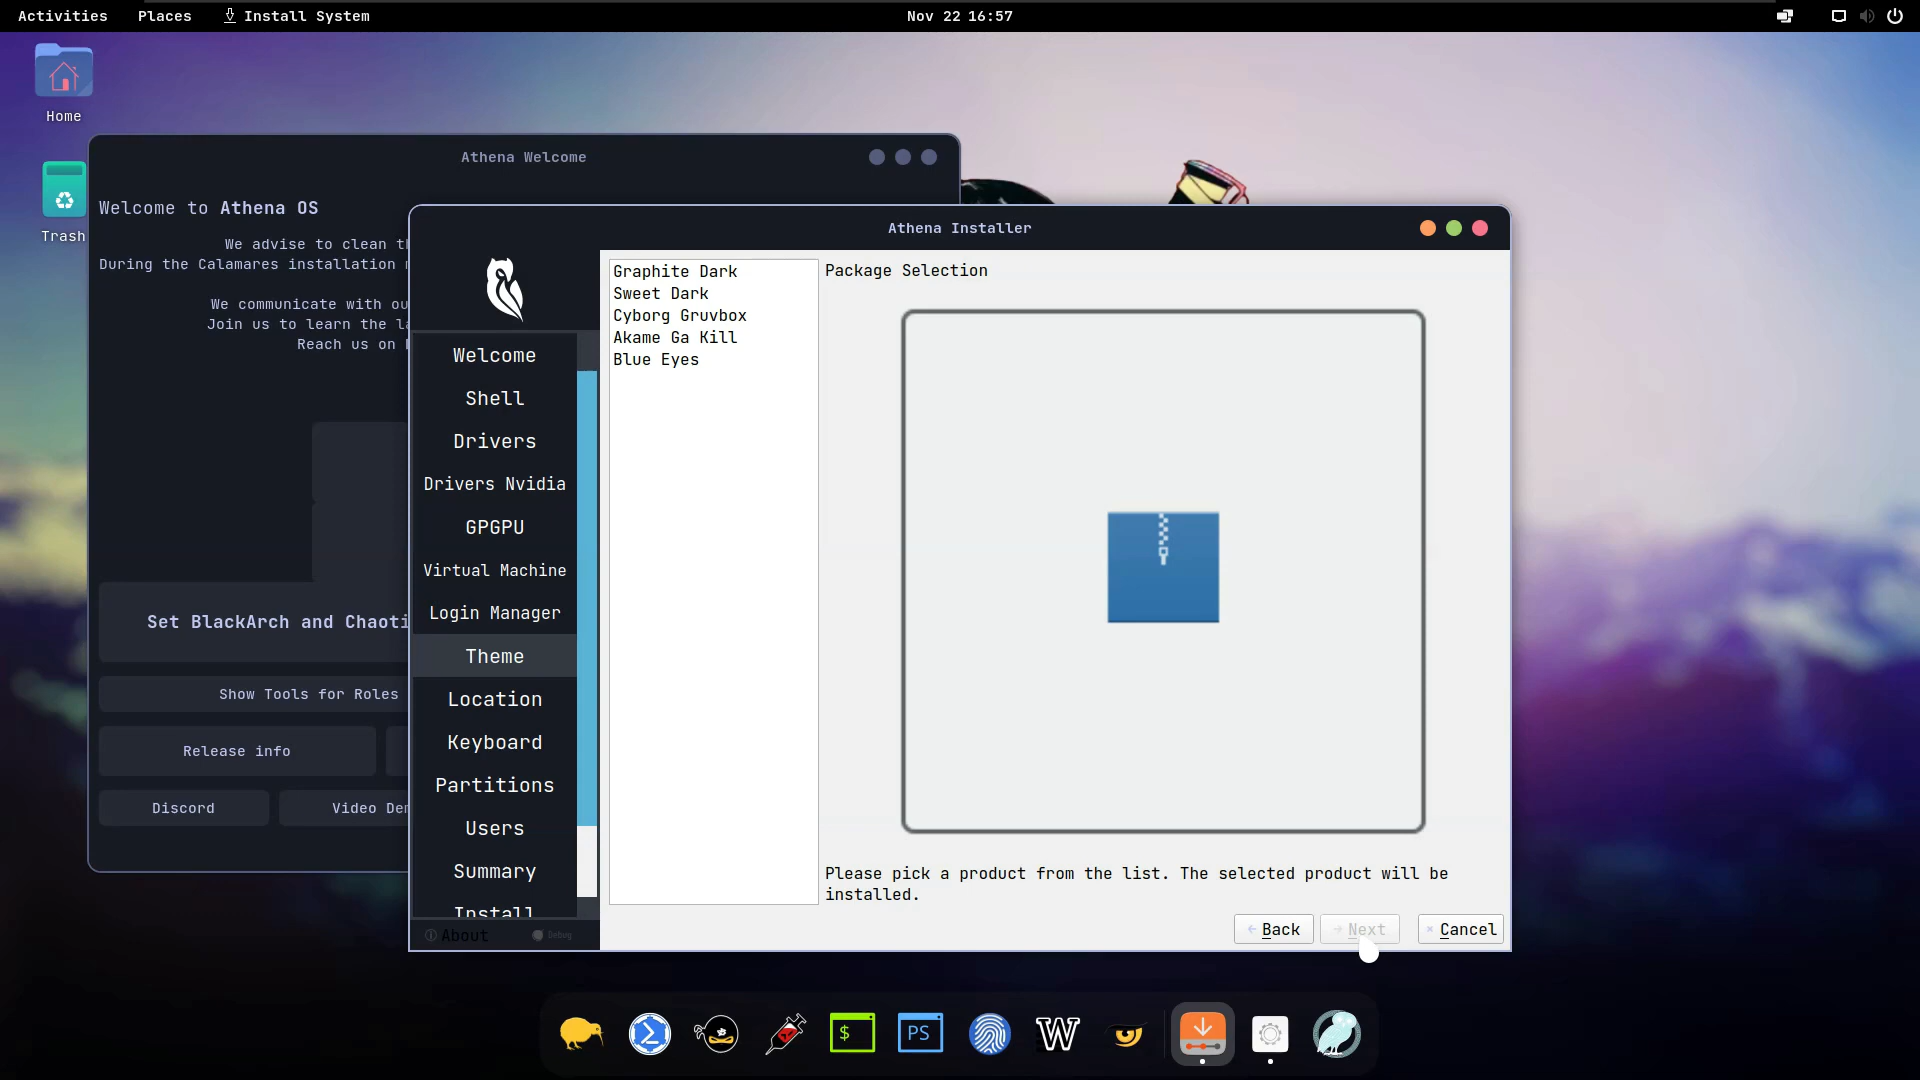 Activities
Places
Install System
Nov 22 16:57
Home
Trash
Athena Welcome
Welcome to Athena OS
We advise to clean t
During the Calamares installation
We communicate with ou
Join us to learn the l
Reach us on
Set BlackArch and Chaoti
Show Tools for Roles
Release info
Discord
Video De
Athena Installer
Welcome
Shell
Drivers
Drivers Nvidia
GPGPU
Virtual Machine
Login Manager
Theme
Location
Keyboard
Partitions
Users
Summary
Install
About
Debug
Graphite Dark
Sweet Dark
Cyborg Gruvbox
Akame Ga Kill
Blue Eyes
Package Selection
Please pick a product from the list. The selected product will be
installed.
Back
Next
Cancel
$
PS
W